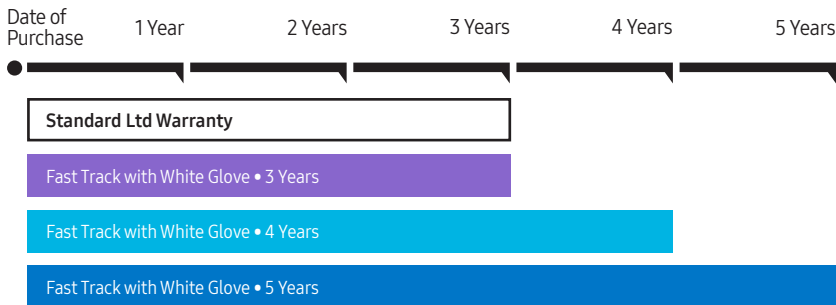 Date of
Purchase
1 Year
2 Years
3 Years
4 Years
5 Years
Standard Ltd Warranty
Fast Track with White Glove • 3 Years
Fast Track with White Glove • 4 Years
Fast Track with White Glove • 5 Years